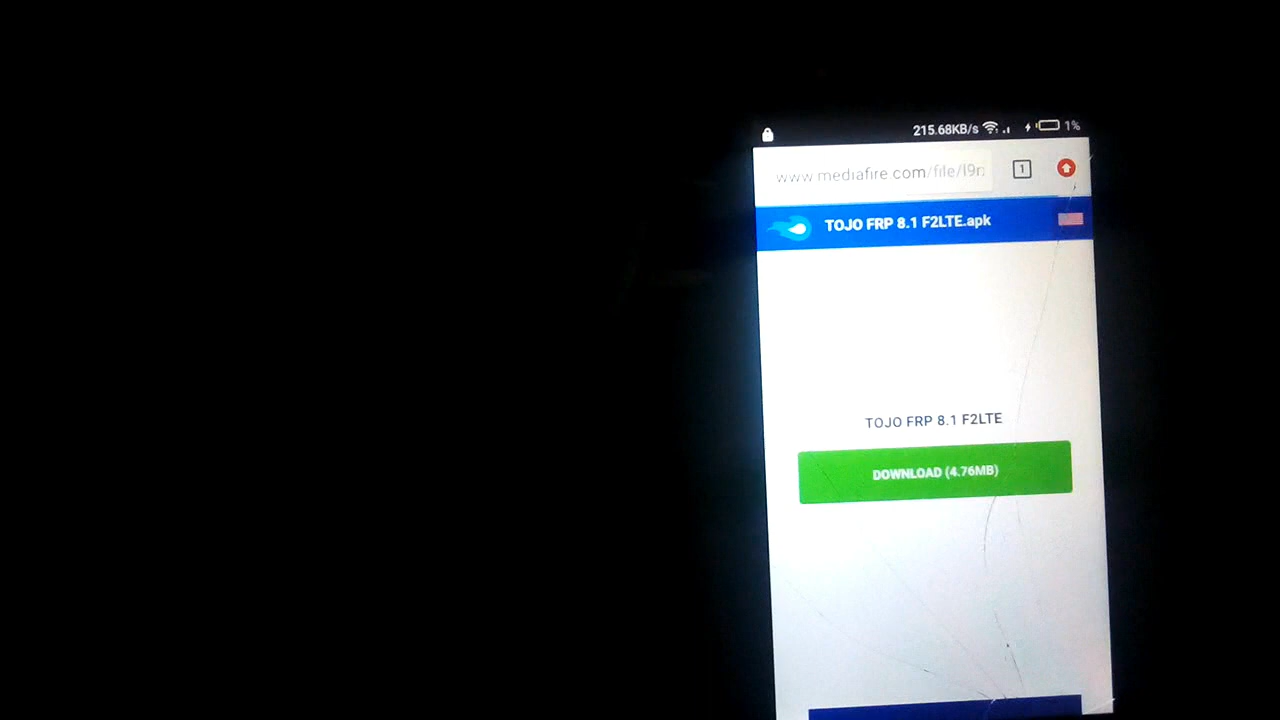 215.68KB/s 1%
www.mediafire.com/file/l9r
1
TOJO FRP 8.1 F2LTE.apk
TOJO FRP 8.1 F2LTE
DOWNLOAD (4.76MB)